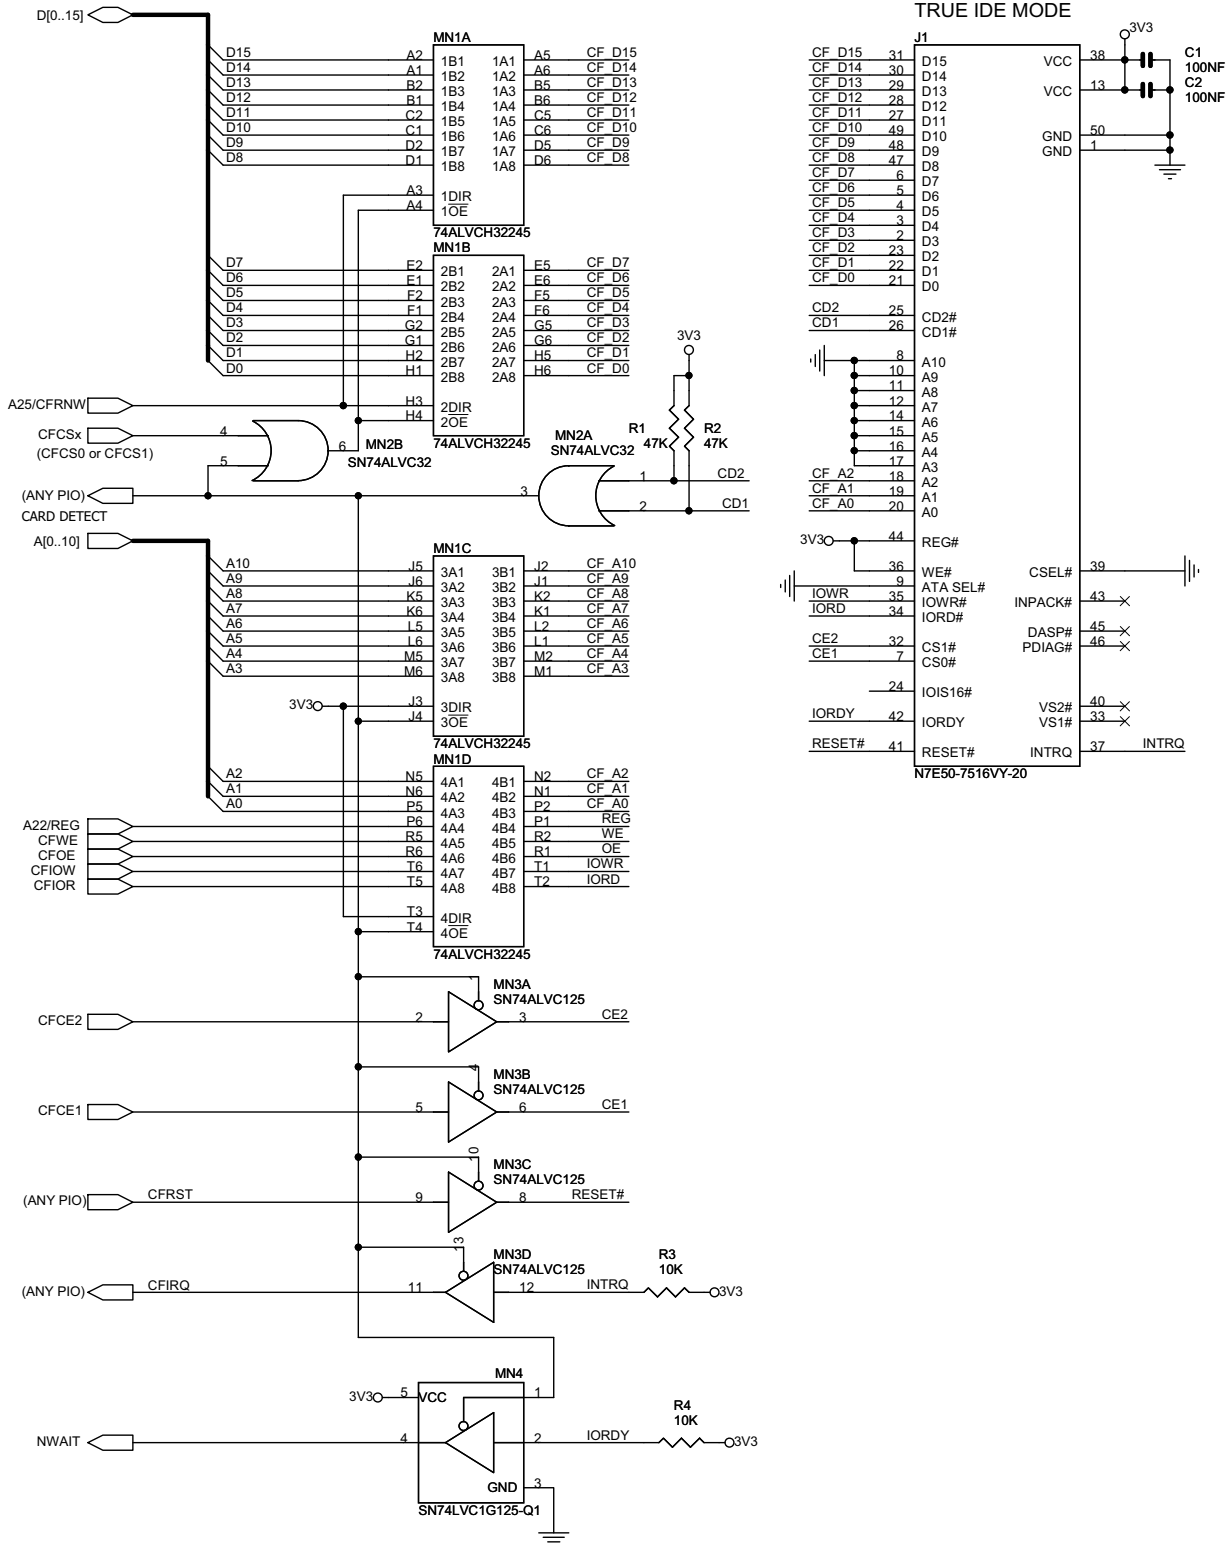 TRUE IDE MODE
D[0..15]
MN1A
D15 A2 1B1 1A1 A5 CF_D15
D14 A1 1B2 1A2 A6 CF_D14
D13 B2 1B3 1A3 B5 CF_D13
D12 B1 1B4 1A4 B6 CF_D12
D11 C2 1B5 1A5 C5 CF_D11
D10 C1 1B6 1A6 C6 CF_D10
D9 D2 1B7 1A7 D5 CF_D9
D8 D1 1B8 1A8 D6 CF_D8
A3 1DIR
A4 1OE
74ALVCH32245
MN1B
D7 E2 2B1 2A1 E5 CF_D7
D6 E1 2B2 2A2 E6 CF_D6
D5 F2 2B3 2A3 F5 CF_D5
D4 F1 2B4 2A4 F6 CF_D4
D3 G2 2B5 2A5 G5 CF_D3
D2 G1 2B6 2A6 G6 CF_D2
D1 H2 2B7 2A7 H5 CF_D1
D0 H1 2B8 2A8 H6 CF_D0
A25/CFRNW H3 2DIR
H4 2OE
74ALVCH32245
CFCSx
(CFCS0 or CFCS1)
4
5
6
MN2B
SN74ALVC32
3V3
R1
47K
R2
47K
MN2A
SN74ALVC32
1 CD2
2 CD1
3
(ANY PIO)
CARD DETECT
A[0..10]
MN1C
A10 J5 3A1 3B1 J2 CF_A10
A9 J6 3A2 3B2 J1 CF_A9
A8 K5 3A3 3B3 K2 CF_A8
A7 K6 3A4 3B4 K1 CF_A7
A6 L5 3A5 3B5 L2 CF_A6
A5 L6 3A6 3B6 L1 CF_A5
A4 M5 3A7 3B7 M2 CF_A4
A3 M6 3A8 3B8 M1 CF_A3
3V3 J3 3DIR
J4 3OE
74ALVCH32245
MN1D
A2 N5 4A1 4B1 N2 CF_A2
A1 N6 4A2 4B2 N1 CF_A1
A0 P5 4A3 4B3 P2 CF_A0
A22/REG P6 4A4 4B4 P1 REG
CFWE R5 4A5 4B5 R2 WE
CFOE R6 4A6 4B6 R1 OE
CFIOW T6 4A7 4B7 T1 IOWR
CFIOR T5 4A8 4B8 T2 IORD
T3 4DIR
T4 4OE
74ALVCH32245
MN3A
SN74ALVC125
1
CFCE2 2 3 CE2
MN3B
SN74ALVC125
4
CFCE1 5 6 CE1
MN3C
SN74ALVC125
10
(ANY PIO) CFRST 9 8 RESET#
MN3D
SN74ALVC125
13
(ANY PIO) CFIRQ 11 12 INTRQ
R3
10K
3V3
MN4
3V3 5 VCC 1
NWAIT 4 2 IORDY
R4
10K
3V3
GND 3
SN74LVC1G125-Q1
J1
CF_D15 31 D15
CF_D14 30 D14
CF_D13 29 D13
CF_D12 28 D12
CF_D11 27 D11
CF_D10 49 D10
CF_D9 48 D9
CF_D8 47 D8
CF_D7 6 D7
CF_D6 5 D6
CF_D5 4 D5
CF_D4 3 D4
CF_D3 2 D3
CF_D2 23 D2
CF_D1 22 D1
CF_D0 21 D0
CD2 25 CD2#
CD1 26 CD1#
8 A10
10 A9
11 A8
12 A7
14 A6
15 A5
16 A4
17 A3
CF_A2 18 A2
CF_A1 19 A1
CF_A0 20 A0
3V3 44 REG#
36 WE#
9 ATA SEL#
IOWR 35 IOWR#
IORD 34 IORD#
CE2 32 CS1#
CE1 7 CS0#
24 IOIS16#
IORDY 42 IORDY
RESET# 41 RESET#
3V3
VCC 38
C1
100NF
VCC 13
C2
100NF
GND 50
GND 1
CSEL# 39
INPACK# 43
DASP# 45
PDIAG# 46
VS2# 40
VS1# 33
INTRQ 37 INTRQ
N7E50-7516VY-20